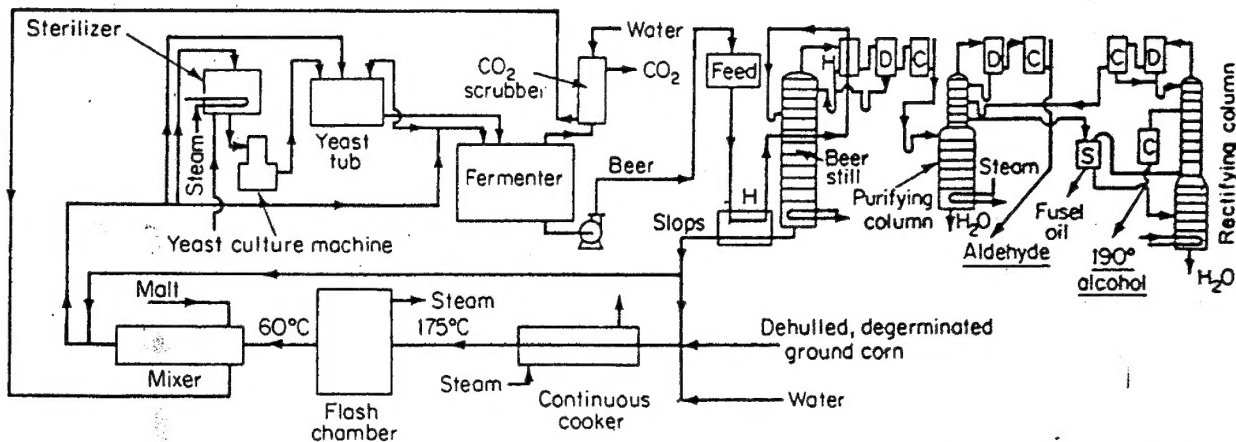 Sterilizer
Steam
Yeast culture machine
Yeast
tub
CO2
scrubber
Water
CO2
Fermenter
Beer
Feed
H
Slops
H
D
C
Beer
still
Purifying
column
D
C
Steam
H2O
Aldehyde
C
D
S
C
Fusel
oil
190°
alcohol
Rectifying column
H2O
Malt
Mixer
60°C
Steam
Flash
chamber
175°C
Steam
Continuous
cooker
Dehulled, degerminated
ground corn
Water